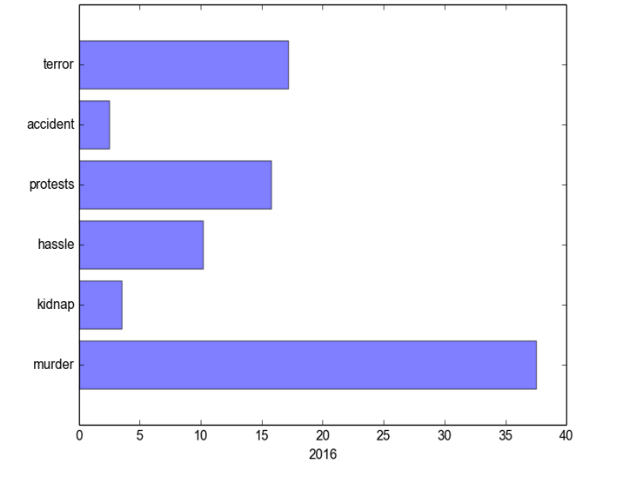 terror
accident
protests
hassle
kidnap
murder
0 5 10 15 20 25 30 35 40
2016